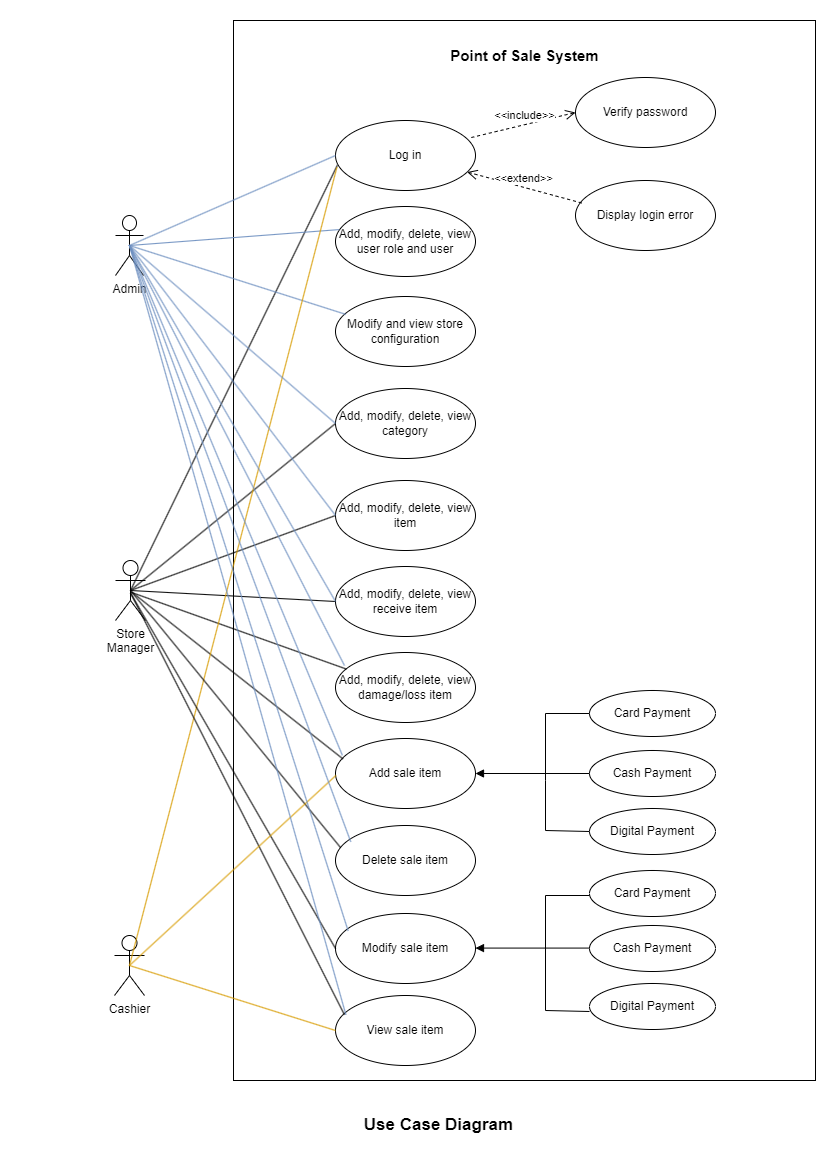 Point of Sale System
Verify password
<<include>>
Log in
<<extend>>
Display login error
Add, modify, delete, view
user role and user
Admin
Modify and view store
configuration
Add, modify, delete, view
category
Add, modify, delete, view
item
Add, modify, delete, view
receive item
Store
Manager
Add, modify, delete, view
damage/loss item
Card Payment
Add sale item
Cash Payment
Digital Payment
Delete sale item
Card Payment
Modify sale item
Cash Payment
Digital Payment
Cashier
View sale item
Use Case Diagram